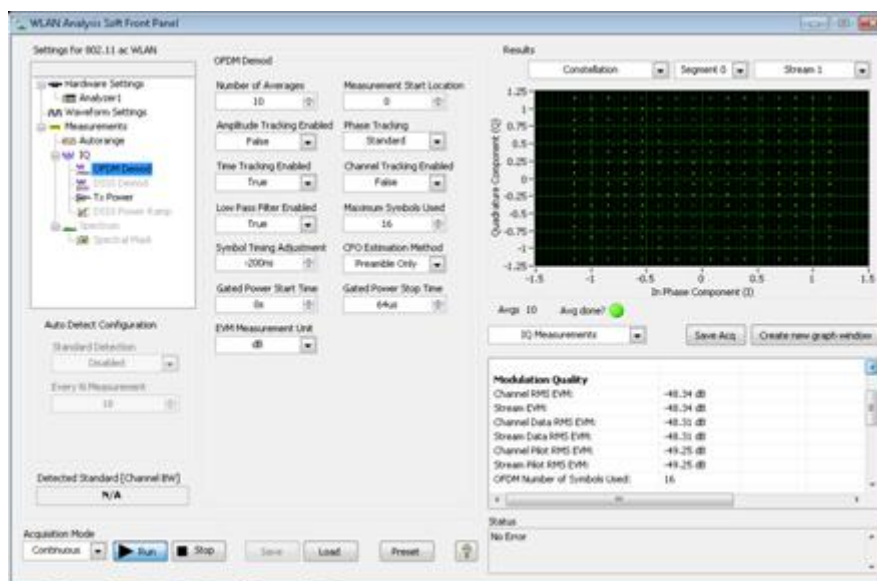 WLAN Analysis Soft Front Panel
Settings for 802.11 ac WLAN
Hardware Settings
Analyzer1
Waveform Settings
Measurements
Autorange
IQ
OFDM Demod
DSSS Demod
Tx Power
DSSS Power Ramp
Spectrum
Spectral Mask
Auto Detect Configuration
Standard Detection
Disabled
Every N Measurement
10
Detected Standard [Channel BW]
N/A
OFDM Demod
Number of Averages
Measurement Start Location
10
0
Amplitude Tracking Enabled
Phase Tracking
False
Standard
Time Tracking Enabled
Channel Tracking Enabled
True
False
Low Pass Filter Enabled
Maximum Symbols Used
True
16
Symbol Timing Adjustment
CFO Estimation Method
-200ns
Preamble Only
Gated Power Start Time
Gated Power Stop Time
0s
64us
EVM Measurement Unit
dB
Results
Constellation
Segment 0
Stream 1
Quadrature Component (Q)
1.25
1
0.75
0.5
0.25
0
-0.25
-0.5
-0.75
-1
-1.25
-1.5
-1
-0.5
0
0.5
1
1.5
In-Phase Component (I)
Avgs 10 Avg done?
IQ Measurements
Save Acq
Create new graph window
Modulation Quality
Channel RMS EVM: -48.34 dB
Stream EVM: -48.34 dB
Channel Data RMS EVM: -48.31 dB
Stream Data RMS EVM: -48.31 dB
Channel Pilot RMS EVM: -49.25 dB
Stream Pilot RMS EVM: -49.25 dB
OFDM Number of Symbols Used: 16
Status
No Error
Acquisition Mode
Continuous
Run
Stop
Save
Load
Preset
?